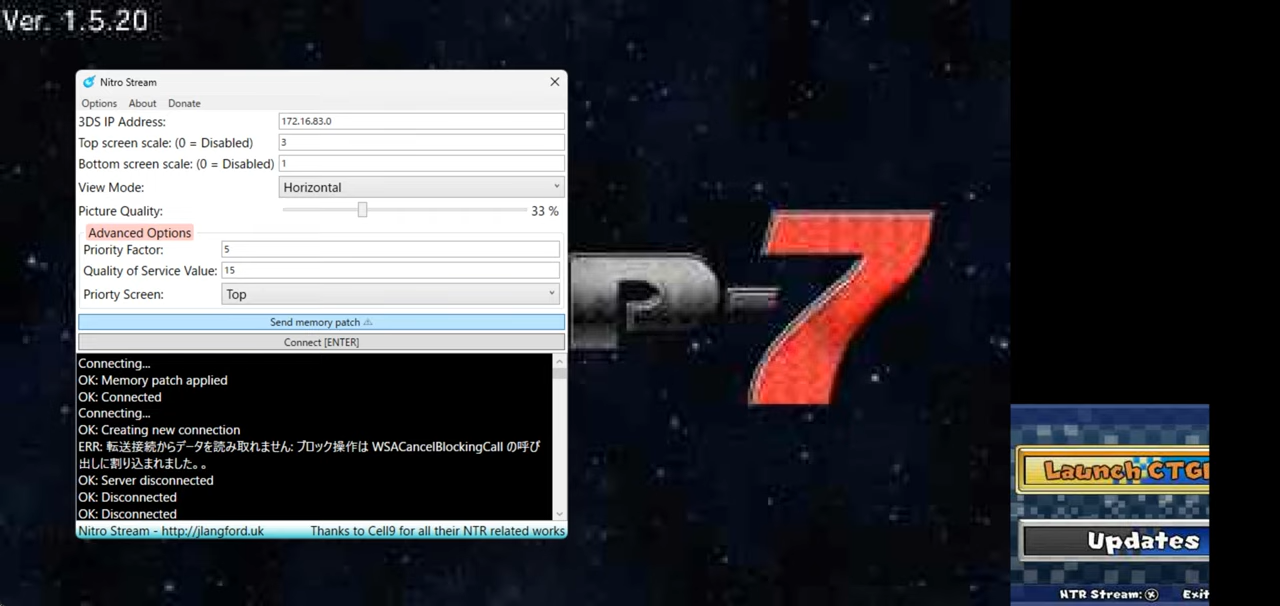 Ver. 1.5.20
Nitro Stream
Options About Donate
3DS IP Address: 172.16.83.0
Top screen scale: (0 = Disabled) 3
Bottom screen scale: (0 = Disabled) 1
View Mode: Horizontal
Picture Quality: 33 %
Advanced Options
Priority Factor: 5
Quality of Service Value: 15
Priorty Screen: Top
Send memory patch ⚠
Connect [ENTER]
Connecting...
OK: Memory patch applied
OK: Connected
Connecting...
OK: Creating new connection
ERR: 転送接続からデータを読み取れません: ブロック操作は WSACancelBlockingCall の呼び
出しに割り込まれました。。
OK: Server disconnected
OK: Disconnected
OK: Disconnected
Nitro Stream - http://jlangford.uk Thanks to Cell9 for all their NTR related works
P-7
Launch CTG
Updates
NTR Stream: Ⓧ Exit